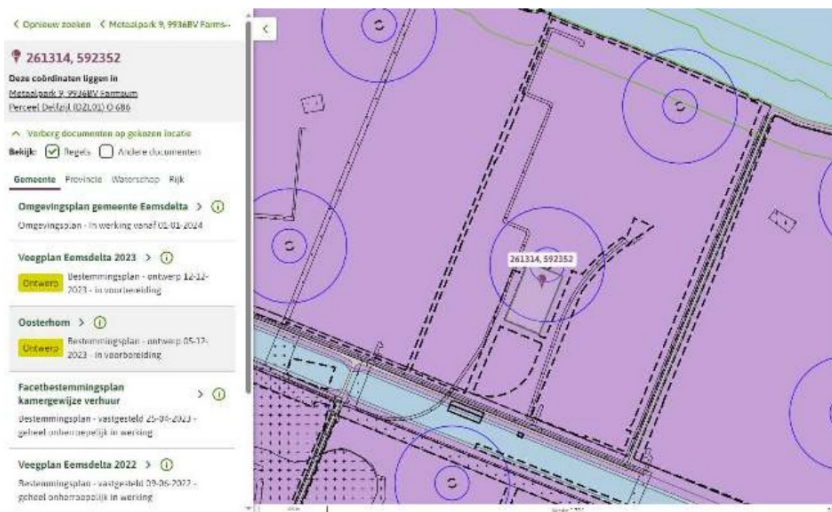 Opnieuw zoeken Metaalpark 9, 9936BV Farms--
261314, 592352
Deze coördinaten liggen in
Metaalpark 9, 9936BV Farmsum
Perceel Delfzijl (DZL01) O 686
Verberg documenten op gekozen locatie
Bekijk: Regels Andere documenten
Gemeente Provincie Waterschap Rijk
Omgevingsplan gemeente Eemsdelta
Omgevingsplan - In werking vanaf 01-01-2024
Veegplan Eemsdelta 2023
Ontwerp
Bestemmingsplan - ontwerp 12-12-
2023 - in voorbereiding
Oosterhorn
Ontwerp
Bestemmingsplan - ontwerp 05-12-
2023 - in voorbereiding
Facetbestemmingsplan
kamergewijze verhuur
Bestemmingsplan - vastgesteld 25-04-2023 -
geheel onherroepelijk in werking
Veegplan Eemsdelta 2022
Bestemmingsplan - vastgesteld 09-06-2022 -
geheel onherroepelijk in werking
261314, 592352